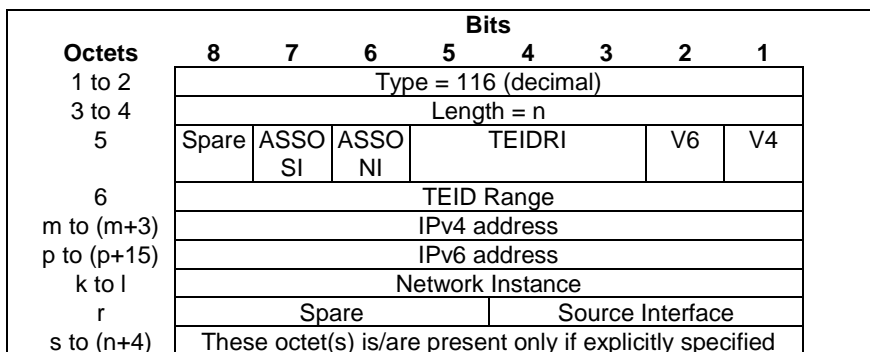 Bits
Octets 8 7 6 5 4 3 2 1
1 to 2 Type = 116 (decimal)
3 to 4 Length = n
5 Spare ASSO ASSO TEIDRI V6 V4
SI NI
6 TEID Range
m to (m+3) IPv4 address
p to (p+15) IPv6 address
k to l Network Instance
r Spare Source Interface
s to (n+4) These octet(s) is/are present only if explicitly specified